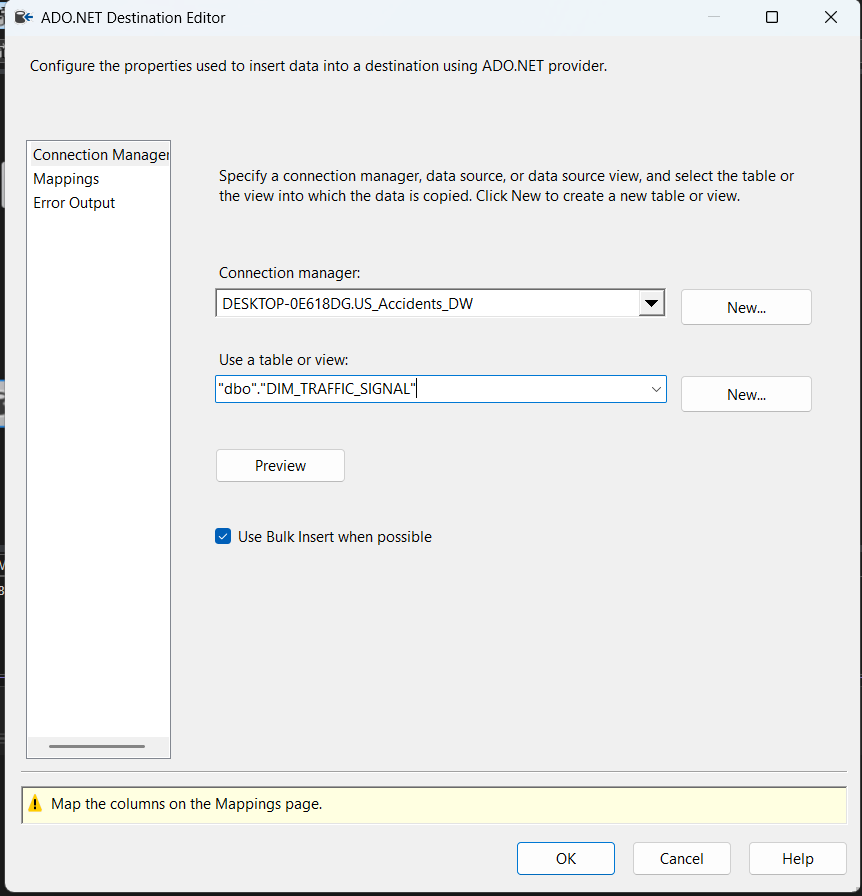 ADO.NET Destination Editor
Configure the properties used to insert data into a destination using ADO.NET provider.
Connection Manager
Mappings
Error Output
Specify a connection manager, data source, or data source view, and select the table or
the view into which the data is copied. Click New to create a new table or view.
Connection manager:
DESKTOP-0E618DG.US_Accidents_DW
New...
Use a table or view:
"dbo"."DIM_TRAFFIC_SIGNAL"
New...
Preview
Use Bulk Insert when possible
Map the columns on the Mappings page.
OK
Cancel
Help